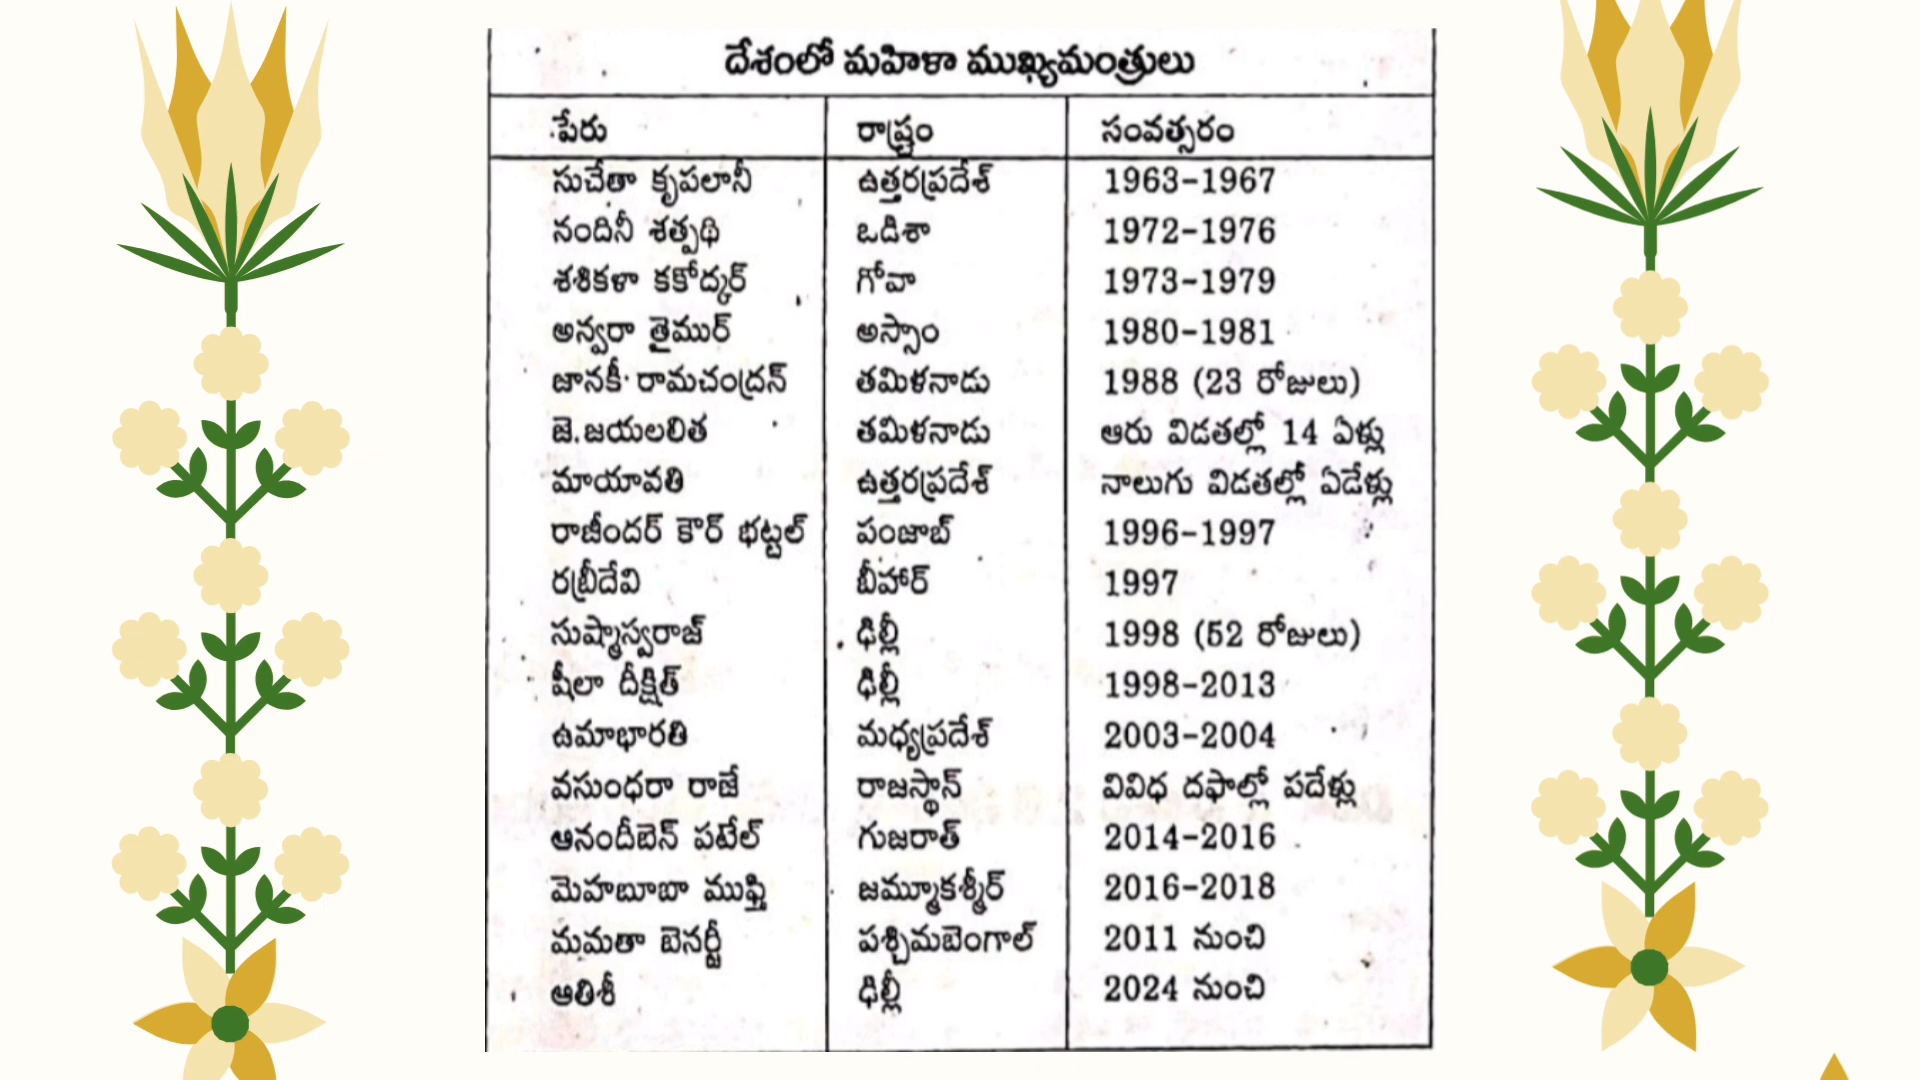 దేశంలో మహిళా ముఖ్యమంత్రులు
పేరు రాష్ట్రం సంవత్సరం
సుచేతా కృపలానీ ఉత్తరప్రదేశ్ 1963-1967
నందినీ శత్పథి ఒడిశా 1972-1976
శశికళా కకోద్కర్ గోవా 1973-1979
అన్వరా తైముర్ అస్సాం 1980-1981
జానకీ రామచంద్రన్ తమిళనాడు 1988 (23 రోజులు)
జె.జయలలిత తమిళనాడు ఆరు విడతల్లో 14 ఏళ్లు
మాయావతి ఉత్తరప్రదేశ్ నాలుగు విడతల్లో ఏడేళ్లు
రాజీందర్ కౌర్ భట్టల్ పంజాబ్ 1996-1997
రబ్రీదేవి బీహార్ 1997
సుష్మాస్వరాజ్ ఢిల్లీ 1998 (52 రోజులు)
షీలా దీక్షిత్ ఢిల్లీ 1998-2013
ఉమాభారతి మధ్యప్రదేశ్ 2003-2004
వసుంధరా రాజే రాజస్థాన్ వివిధ దఫాల్లో పదేళ్లు
ఆనందీబెన్ పటేల్ గుజరాత్ 2014-2016
మెహబూబా ముఫ్తి జమ్మూకశ్మీర్ 2016-2018
మమతా బెనర్జీ పశ్చిమబెంగాల్ 2011 నుంచి
ఆతిశీ ఢిల్లీ 2024 నుంచి